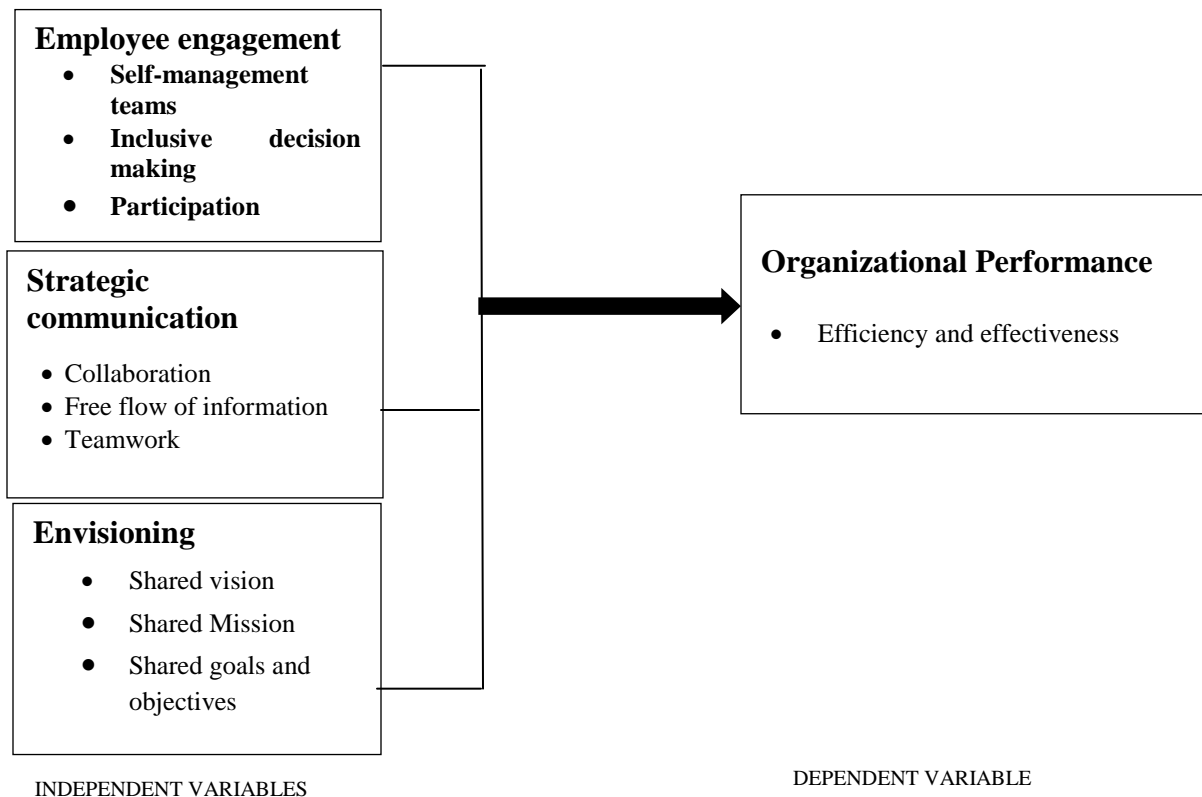 Employee engagement
• Self-management
teams
• Inclusive decision
making
• Participation
Strategic
communication
• Collaboration
• Free flow of information
• Teamwork
Envisioning
• Shared vision
• Shared Mission
• Shared goals and
objectives
INDEPENDENT VARIABLES
Organizational Performance
• Efficiency and effectiveness
DEPENDENT VARIABLE